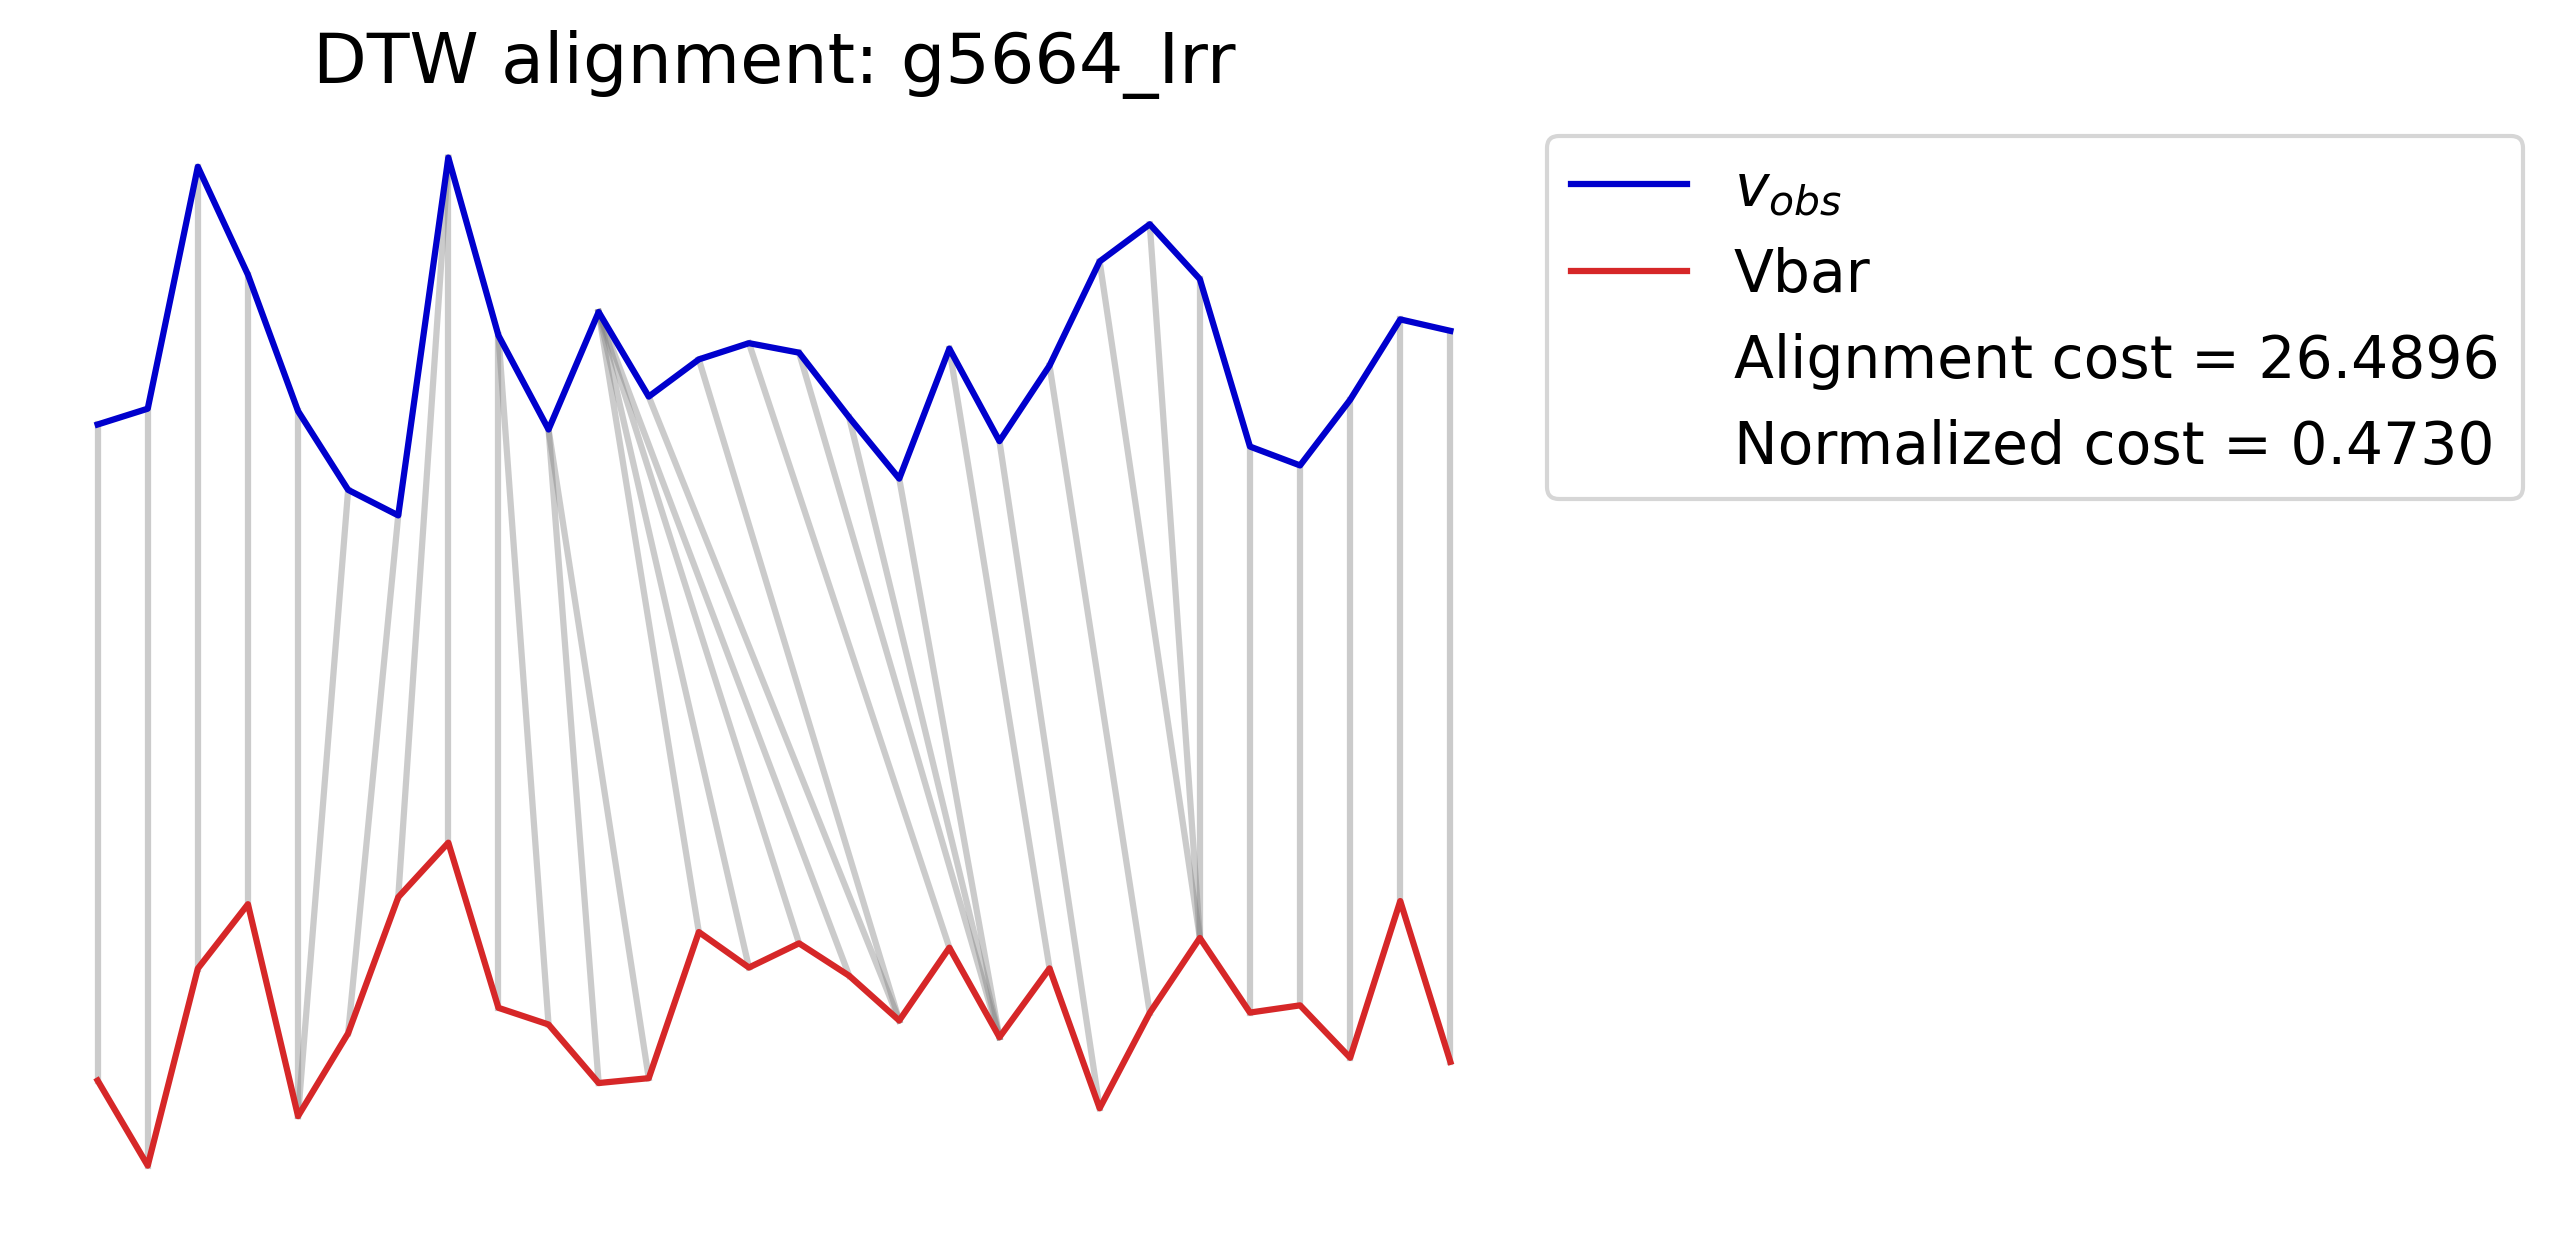 DTW alignment: g5664_Irr
v_obs
Vbar
Alignment cost = 26.4896
Normalized cost = 0.4730